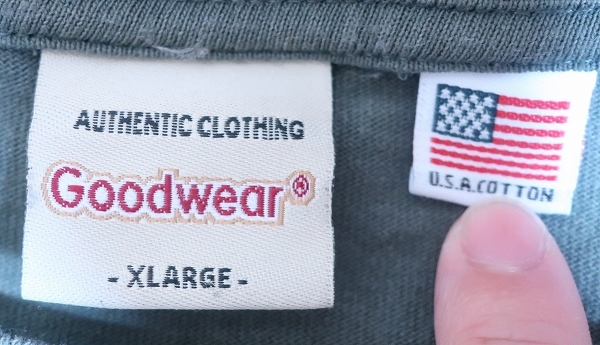 AUTHENTIC CLOTHING
Goodwear®
- XLARGE -
U.S.A.COTTON